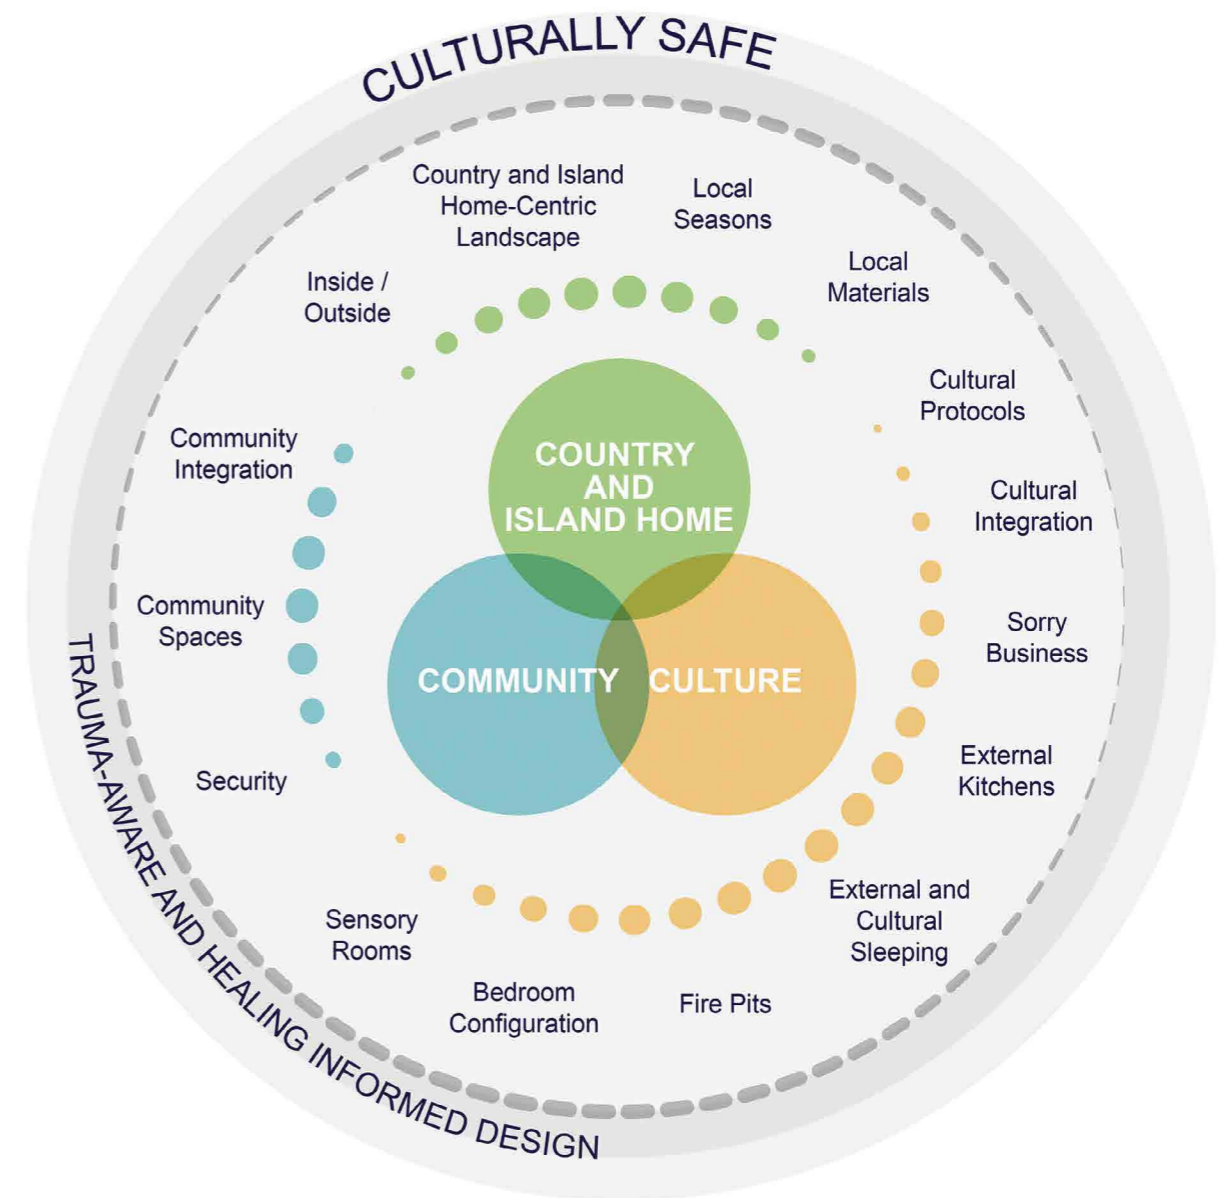 CULTURALLY SAFE
Country and Island
Home-Centric
Landscape
Local
Seasons
Local
Materials
Inside /
Outside
Cultural
Protocols
Cultural
Integration
Sorry
Business
External
Kitchens
External and
Cultural
Sleeping
Fire Pits
Bedroom
Configuration
Sensory
Rooms
Security
Community
Spaces
Community
Integration
COUNTRY
AND
ISLAND HOME
COMMUNITY
CULTURE
TRAUMA-AWARE AND HEALING INFORMED DESIGN